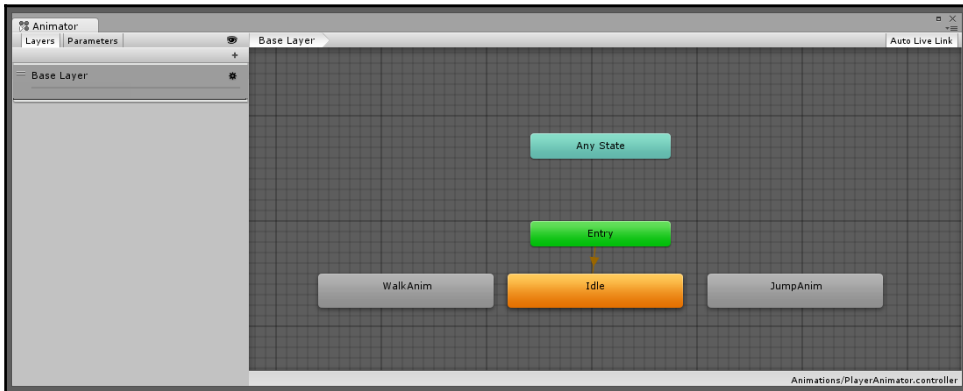 Animator
Layers Parameters
Base Layer
Auto Live Link
Base Layer
Any State
Entry
WalkAnim
Idle
JumpAnim
Animations/PlayerAnimator.controller